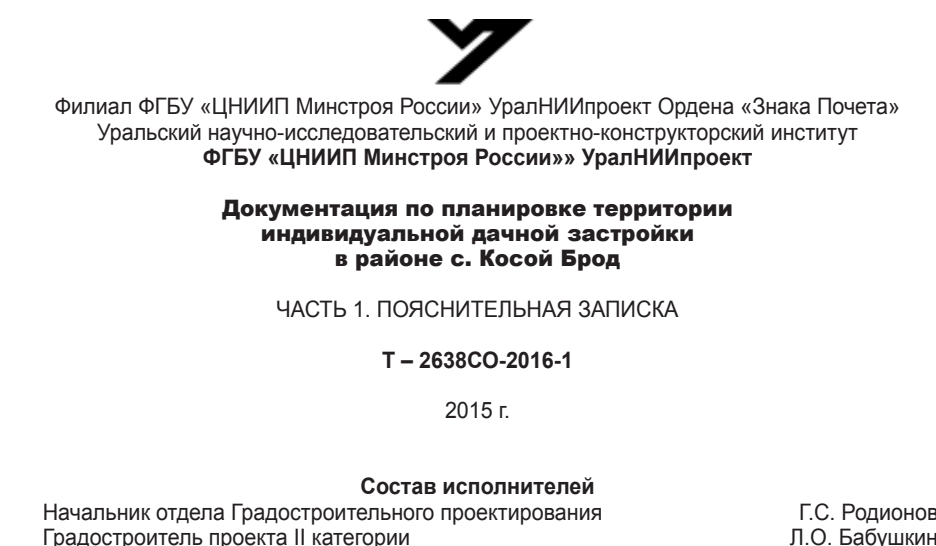 Филиал ФГБУ «ЦНИИП Минстроя России» УралНИИпроект Ордена «Знака Почета»
Уральский научно-исследовательский и проектно-конструкторский институт
ФГБУ «ЦНИИП Минстроя России»» УралНИИпроект
Документация по планировке территории
индивидуальной дачной застройки
в районе с. Косой Брод
ЧАСТЬ 1. ПОЯСНИТЕЛЬНАЯ ЗАПИСКА
Т – 2638СО-2016-1
2015 г.
Состав исполнителей
Начальник отдела Градостроительного проектирования Г.С. Родионов
Градостроитель проекта II категории Л.О. Бабушкин